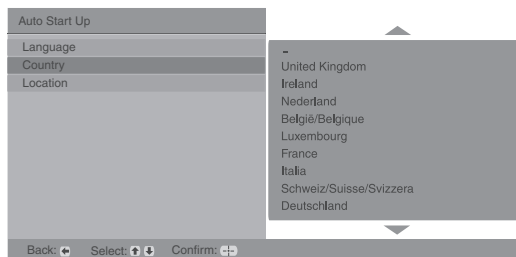 Auto Start Up
Language
Country
Location
–
United Kingdom
Ireland
Nederland
België/Belgique
Luxembourg
France
Italia
Schweiz/Suisse/Svizzera
Deutschland
Back: Select: Confirm: